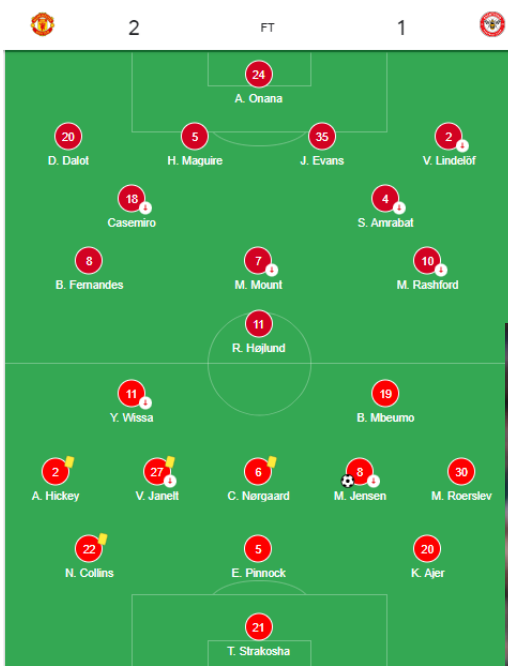 2 FT 1
24
A. Onana
20 5 35 2
D. Dalot H. Maguire J. Evans V. Lindelöf
18 4
Casemiro S. Amrabat
8 7 10
B. Fernandes M. Mount M. Rashford
11
R. Højlund
11 19
Y. Wissa B. Mbeumo
2 27 6 8 30
A. Hickey V. Janelt C. Nørgaard M. Jensen M. Roerslev
22 5 20
N. Collins E. Pinnock K. Ajer
21
T. Strakosha